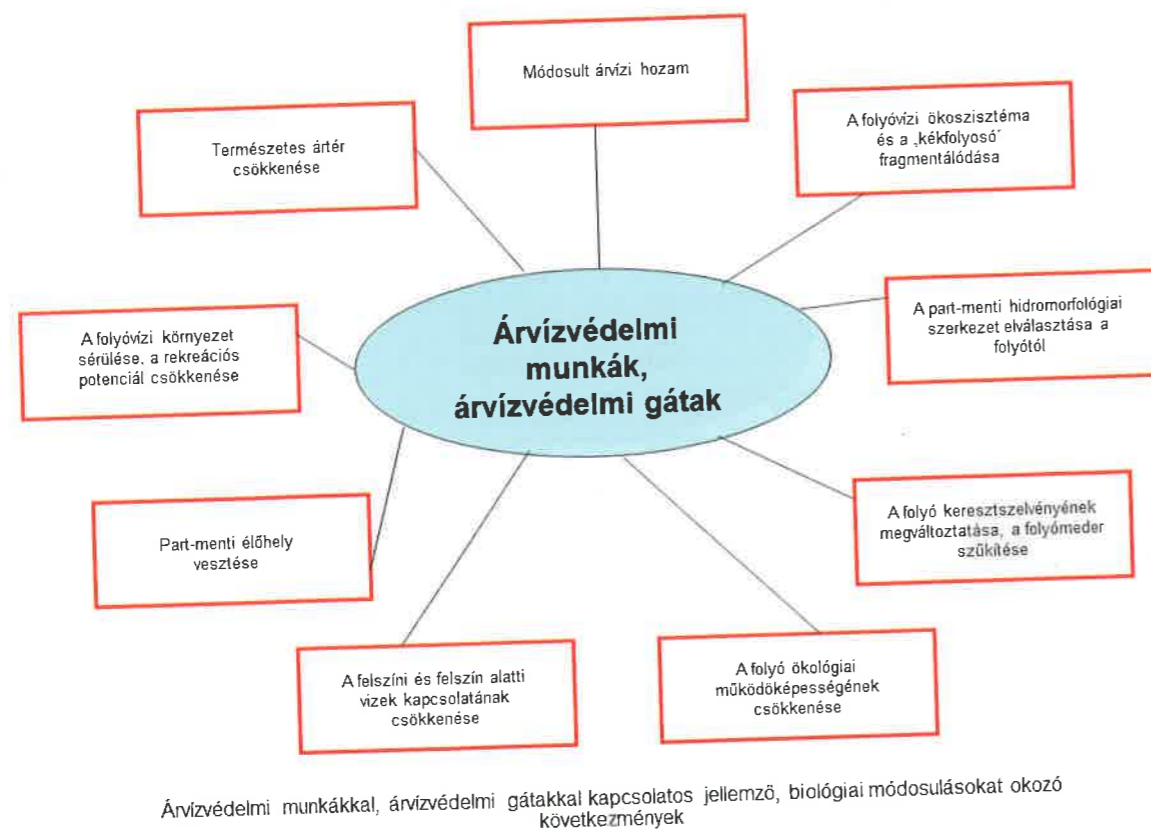 Módosult árvízi hozam
A folyóvízi ökoszisztéma
és a „kékfolyosó”
fragmentálódása
Természetes ártér
csökkenése
A part-menti hidromorfológiai
szerkezet elválasztása a
folyótól
A folyóvízi környezet
sérülése, a rekreációs
potenciál csökkenése
Árvízvédelmi
munkák,
árvízvédelmi gátak
A folyó keresztszelvényének
megváltoztatása, a folyómeder
szűkítése
Part-menti élőhely
vesztése
A felszíni és felszín alatti
vizek kapcsolatának
csökkenése
A folyó ökológiai
működőképességének
csökkenése
Árvízvédelmi munkákkal, árvízvédelmi gátakkal kapcsolatos jellemző, biológiai módosulásokat okozó
következmények